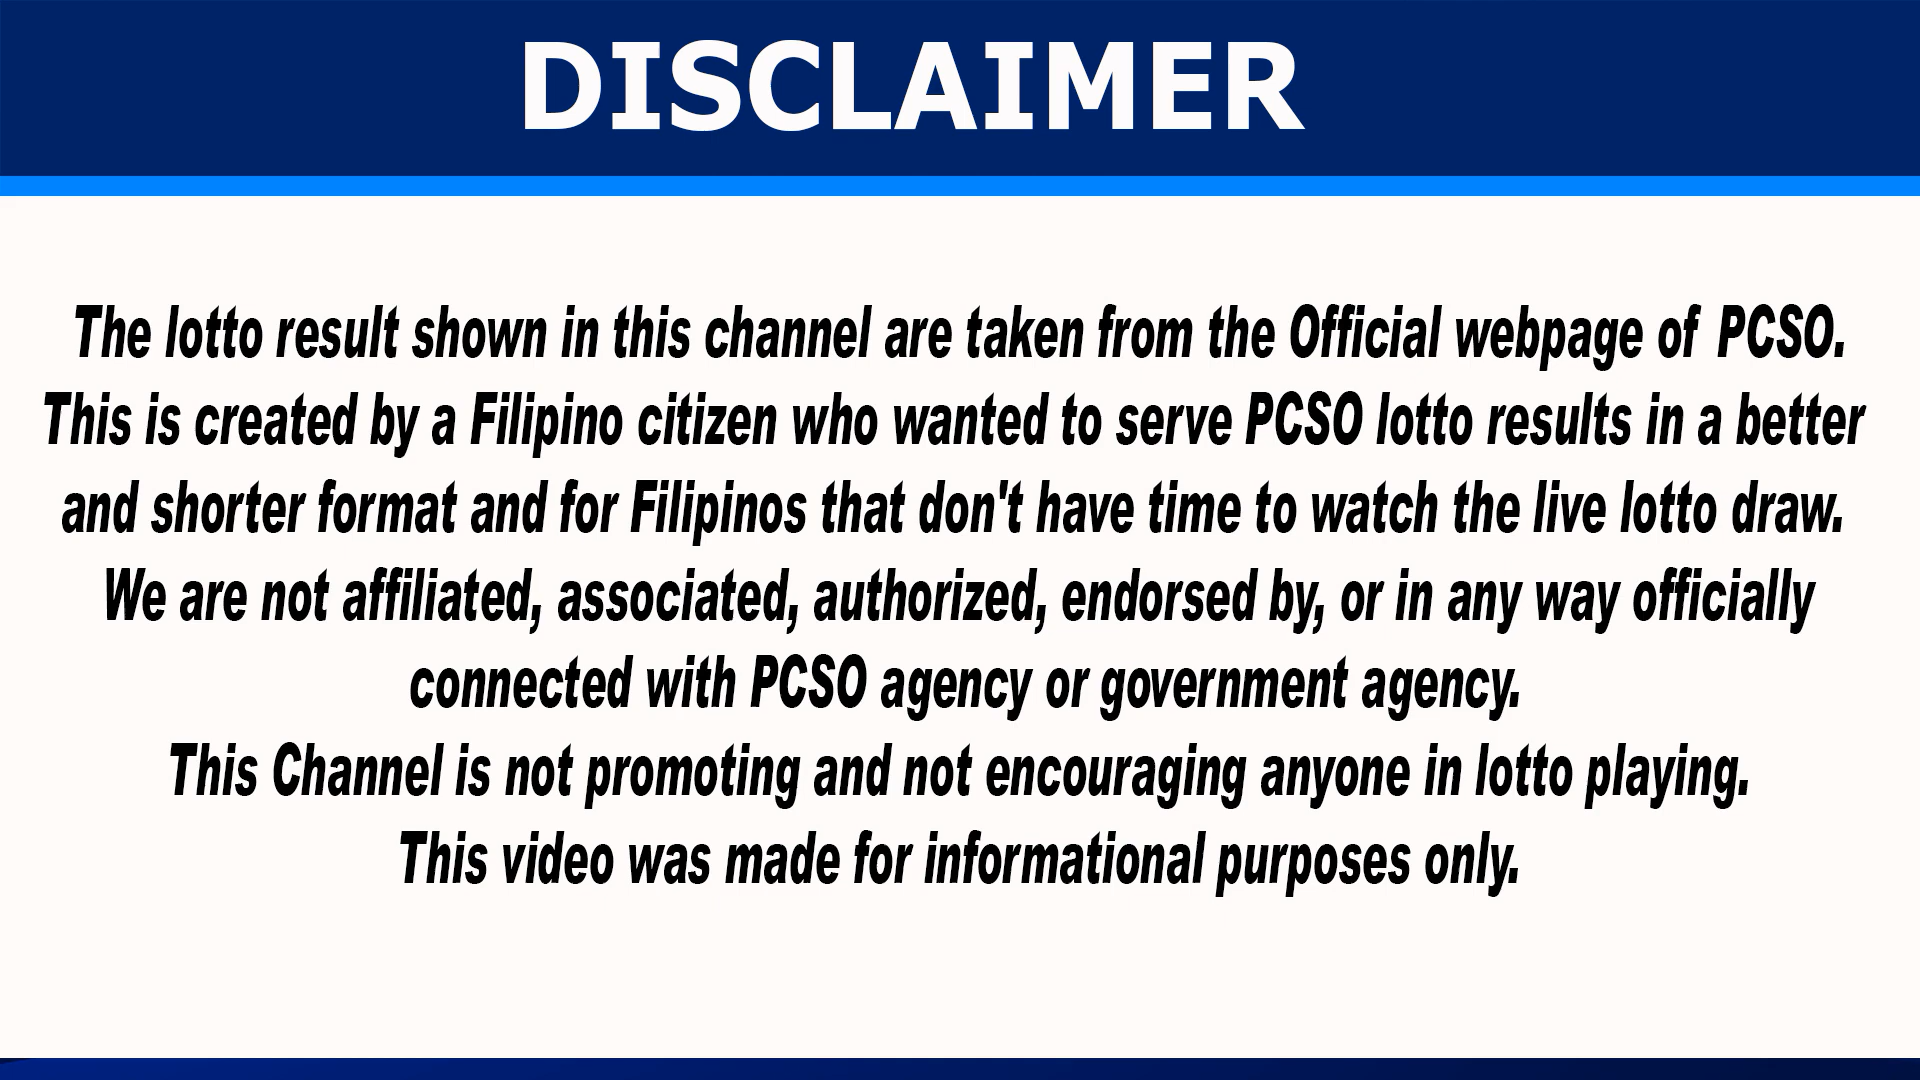 DISCLAIMER
The lotto result shown in this channel are taken from the Official webpage of PCSO.
This is created by a Filipino citizen who wanted to serve PCSO lotto results in a better
and shorter format and for Filipinos that don't have time to watch the live lotto draw.
We are not affiliated, associated, authorized, endorsed by, or in any way officially
connected with PCSO agency or government agency.
This Channel is not promoting and not encouraging anyone in lotto playing.
This video was made for informational purposes only.